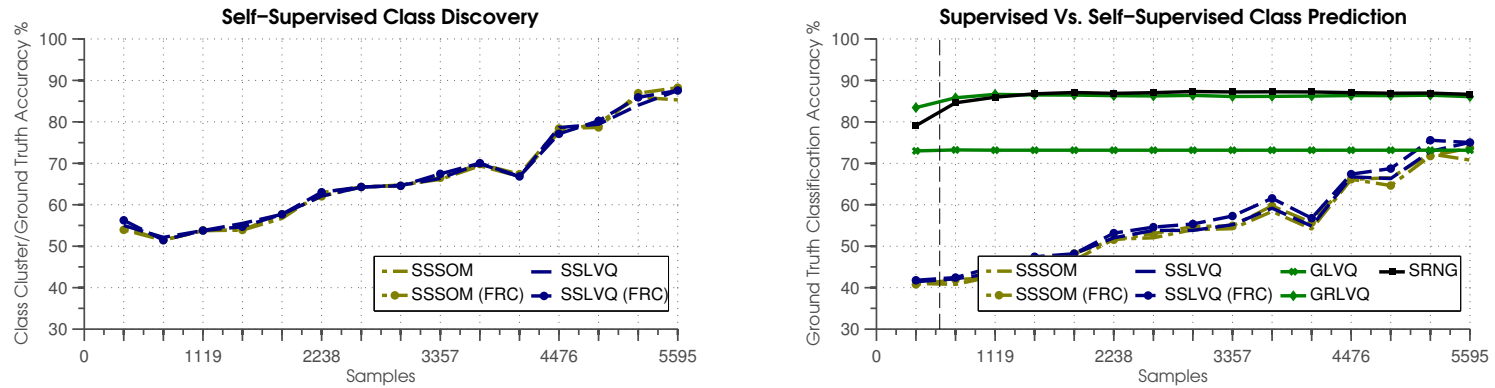 Self-Supervised Class Discovery
Class Cluster/Ground Truth Accuracy %
100
90
80
70
60
50
40
30
0
1119
2238
3357
4476
5595
Samples
SSSOM
SSLVQ
SSSOM (FRC)
SSLVQ (FRC)
Supervised Vs. Self-Supervised Class Prediction
Ground Truth Classification Accuracy %
100
90
80
70
60
50
40
30
0
1119
2238
3357
4476
5595
Samples
SSSOM
SSLVQ
GLVQ
SRNG
SSSOM (FRC)
SSLVQ (FRC)
GRLVQ